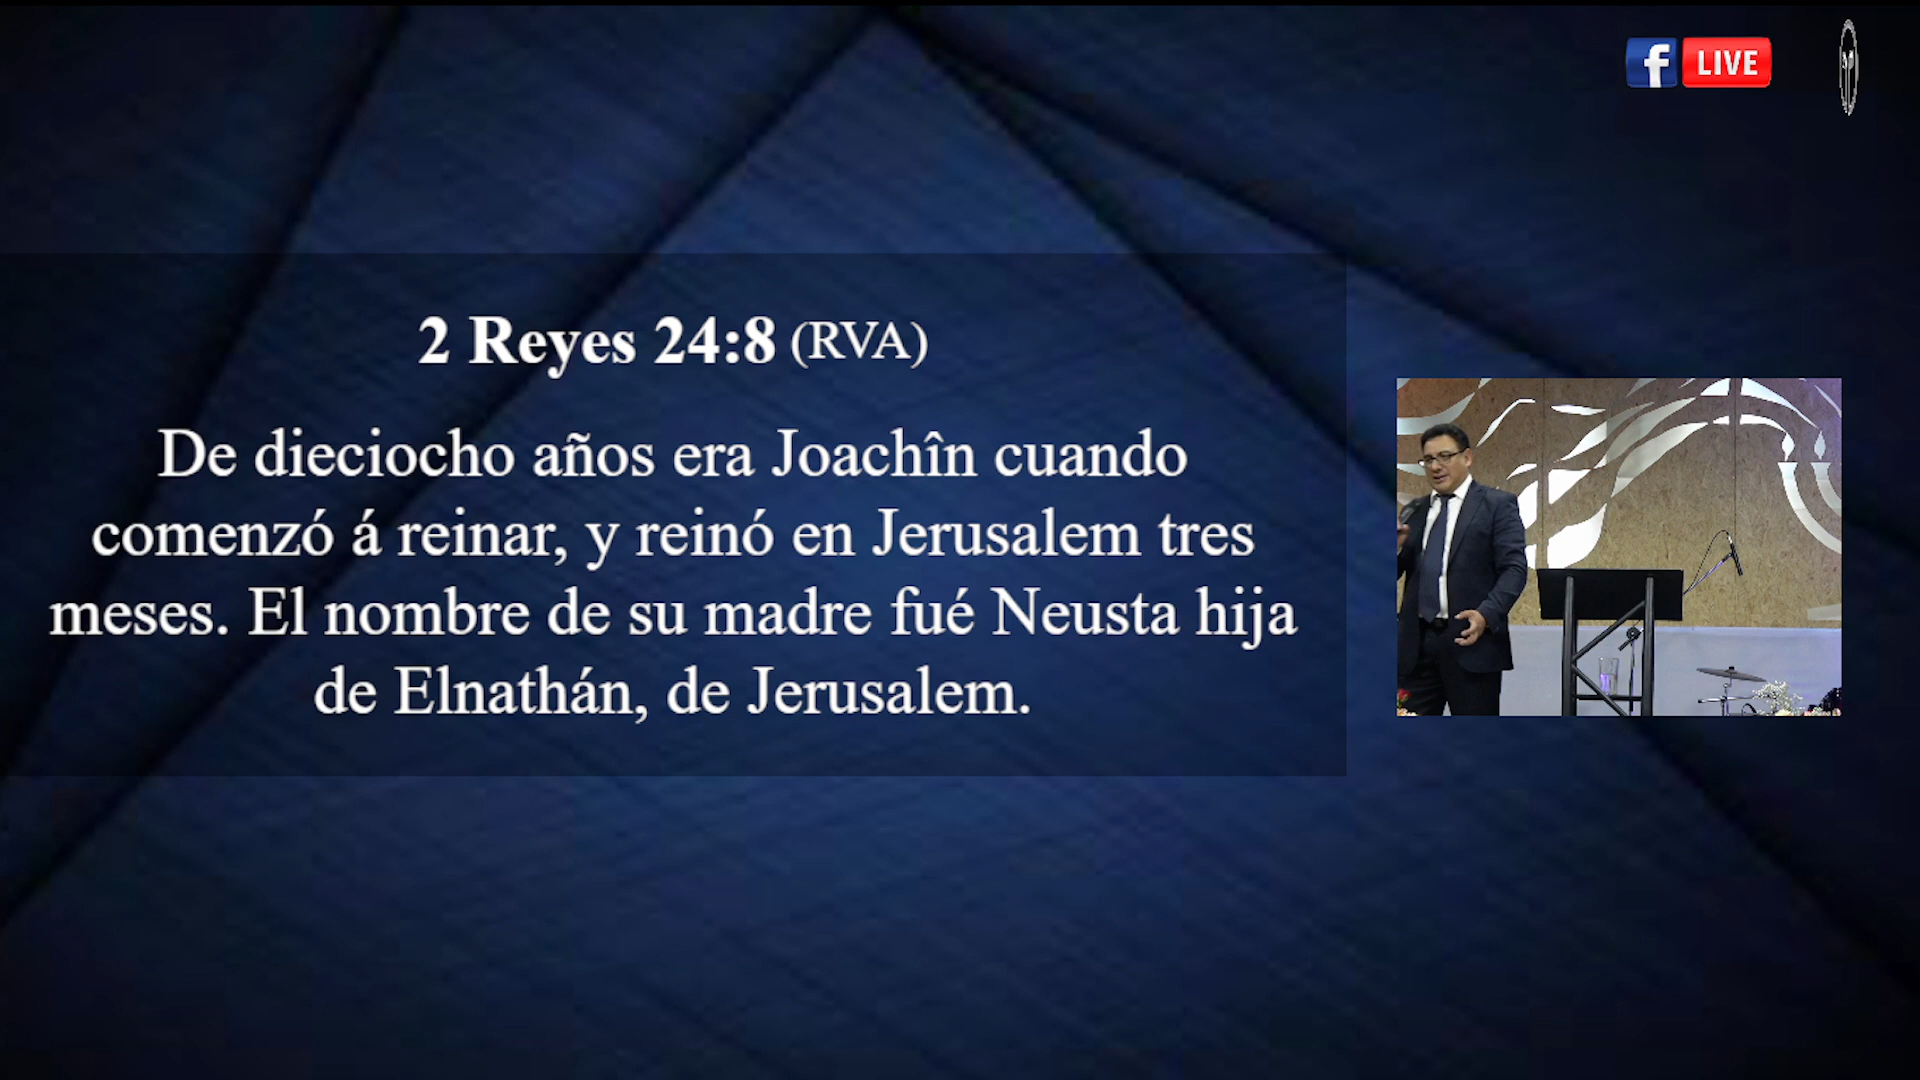 f LIVE
2 Reyes 24:8 (RVA)
De dieciocho años era Joachîn cuando
comenzó á reinar, y reinó en Jerusalem tres
meses. El nombre de su madre fué Neusta hija
de Elnathán, de Jerusalem.